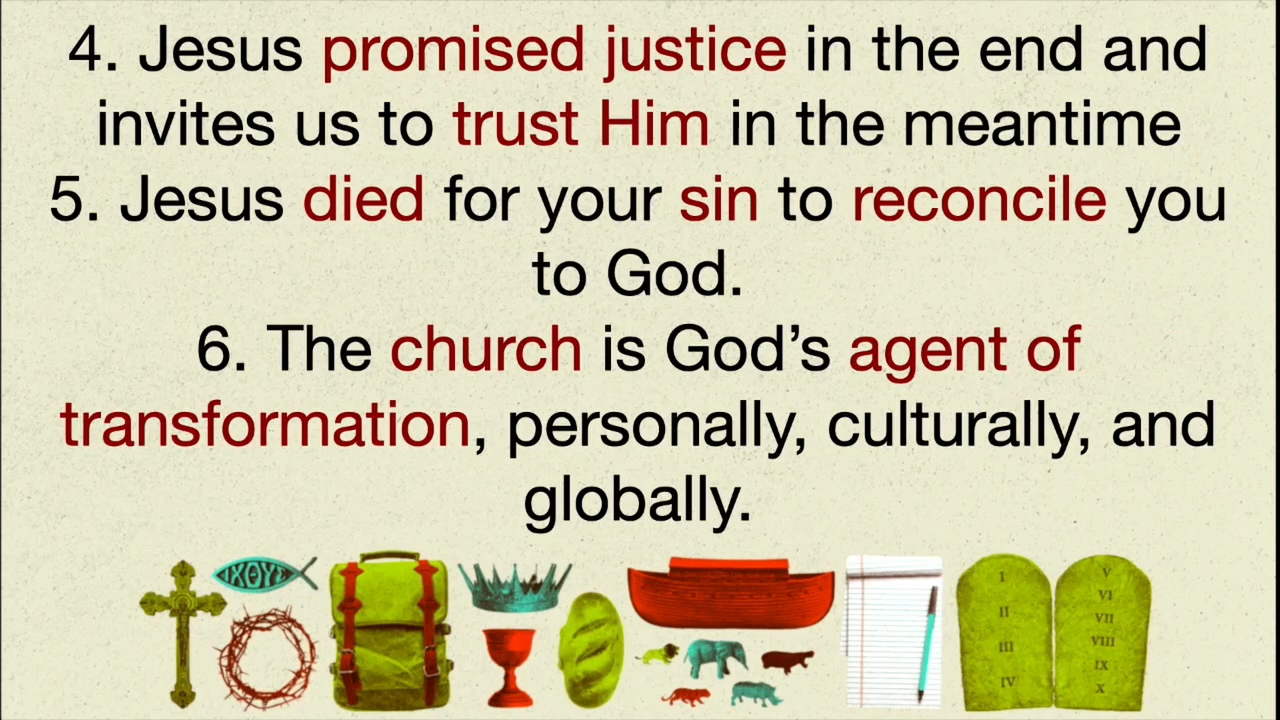 4. Jesus promised justice in the end and
invites us to trust Him in the meantime
5. Jesus died for your sin to reconcile you
to God.
6. The church is God’s agent of
transformation, personally, culturally, and
globally.
ΙΧΘΥΣ
I
II
III
IV
V
VI
VII
VIII
IX
X